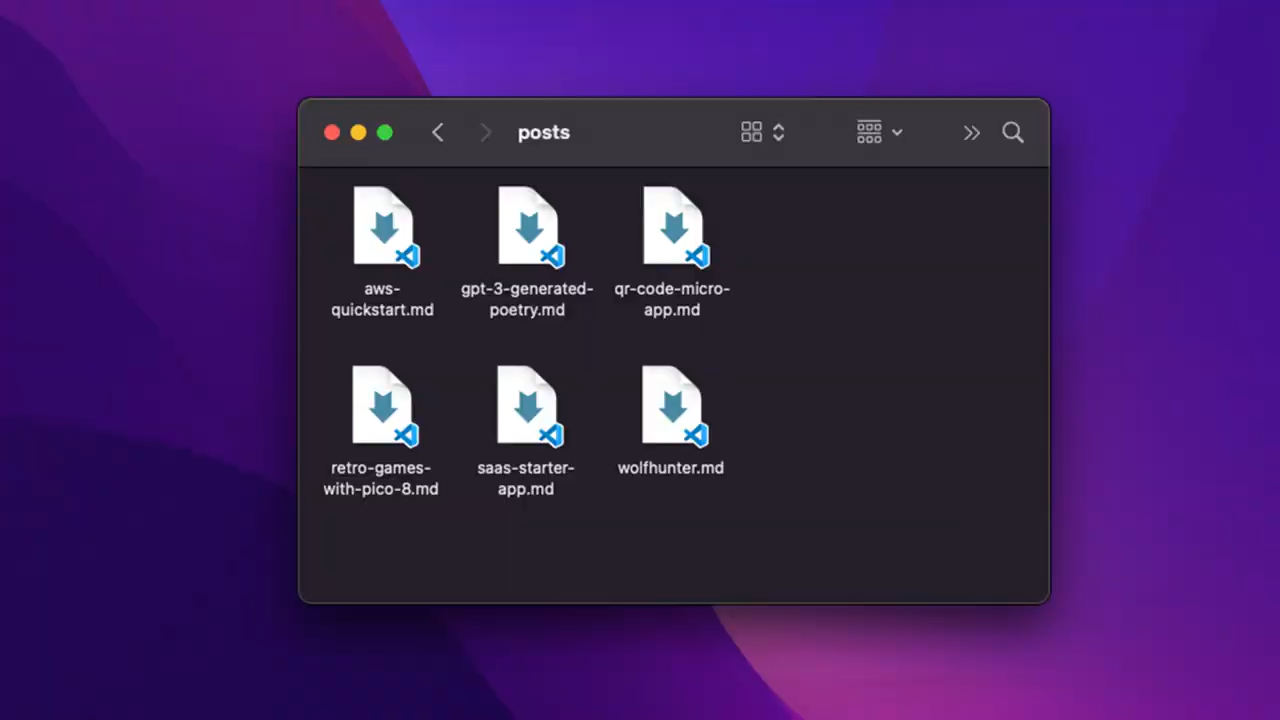 posts
aws-
quickstart.md
gpt-3-generated-
poetry.md
qr-code-micro-
app.md
retro-games-
with-pico-8.md
saas-starter-
app.md
wolfhunter.md